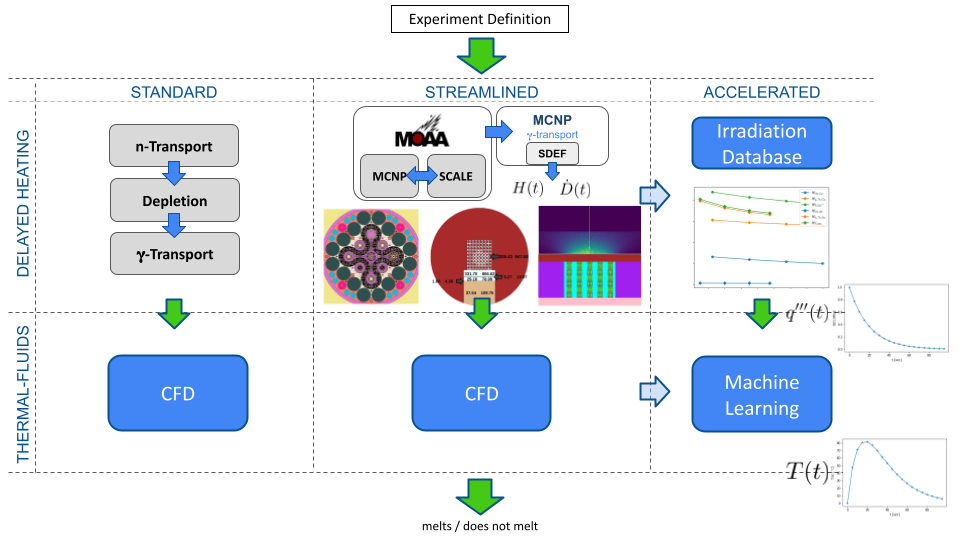 Experiment Definition
STANDARD
STREAMLINED
ACCELERATED
DELAYED HEATING
n-Transport
Depletion
γ-Transport
MOAA
MCNP
SCALE
MCNP
γ-transport
SDEF
H(t) Ḋ(t)
Irradiation
Database
q′′′(t)
THERMAL-FLUIDS
CFD
CFD
Machine
Learning
T(t)
melts / does not melt